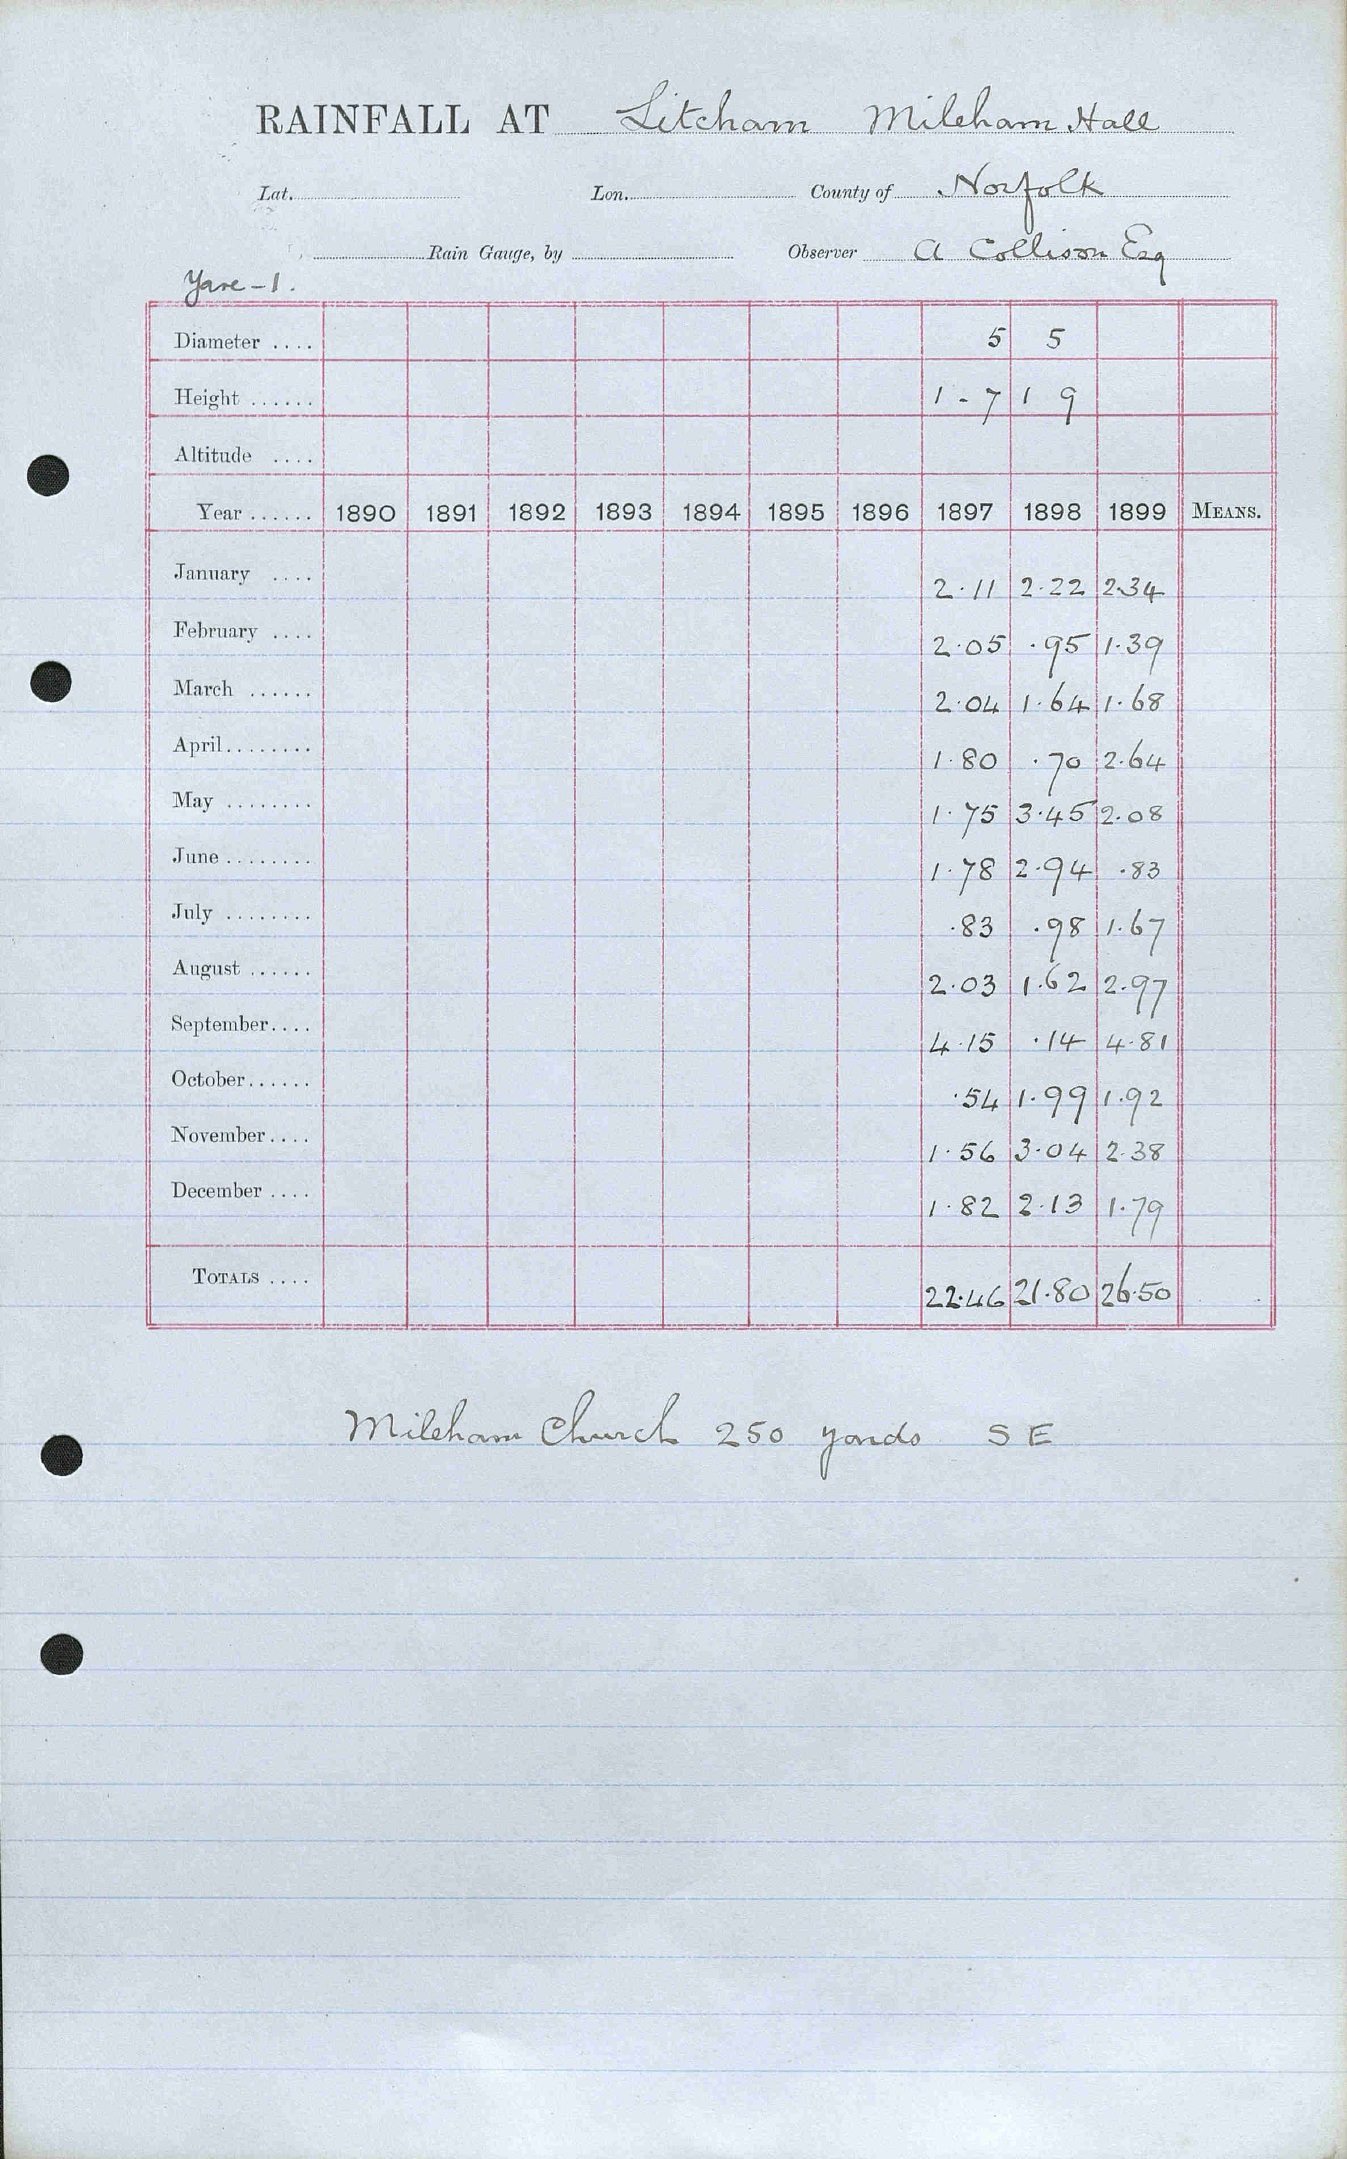 RAINFALL AT Litcham Mileham Hall
Lat. Lon. County of Norfolk
Rain Gauge, by Observer A Collison Esq
Yare - 1.
Diameter .... 5 5
Height ...... 1 - 7 1 9
Altitude ....
Year ...... 1890 1891 1892 1893 1894 1895 1896 1897 1898 1899 MEANS.
January .... 2.11 2.22 2.34
February .... 2.05 .95 1.39
March ...... 2.04 1.64 1.68
April........ 1.80 .70 2.64
May ........ 1.75 3.45 2.08
June ........ 1.78 2.94 .83
July ........ .83 .98 1.67
August ...... 2.03 1.62 2.97
September.... 4.15 .14 4.81
October...... .54 1.99 1.92
November.... 1.56 3.04 2.38
December .... 1.82 2.13 1.79
TOTALS .... 22.46 21.80 26.50
Mileham Church 250 yards S E